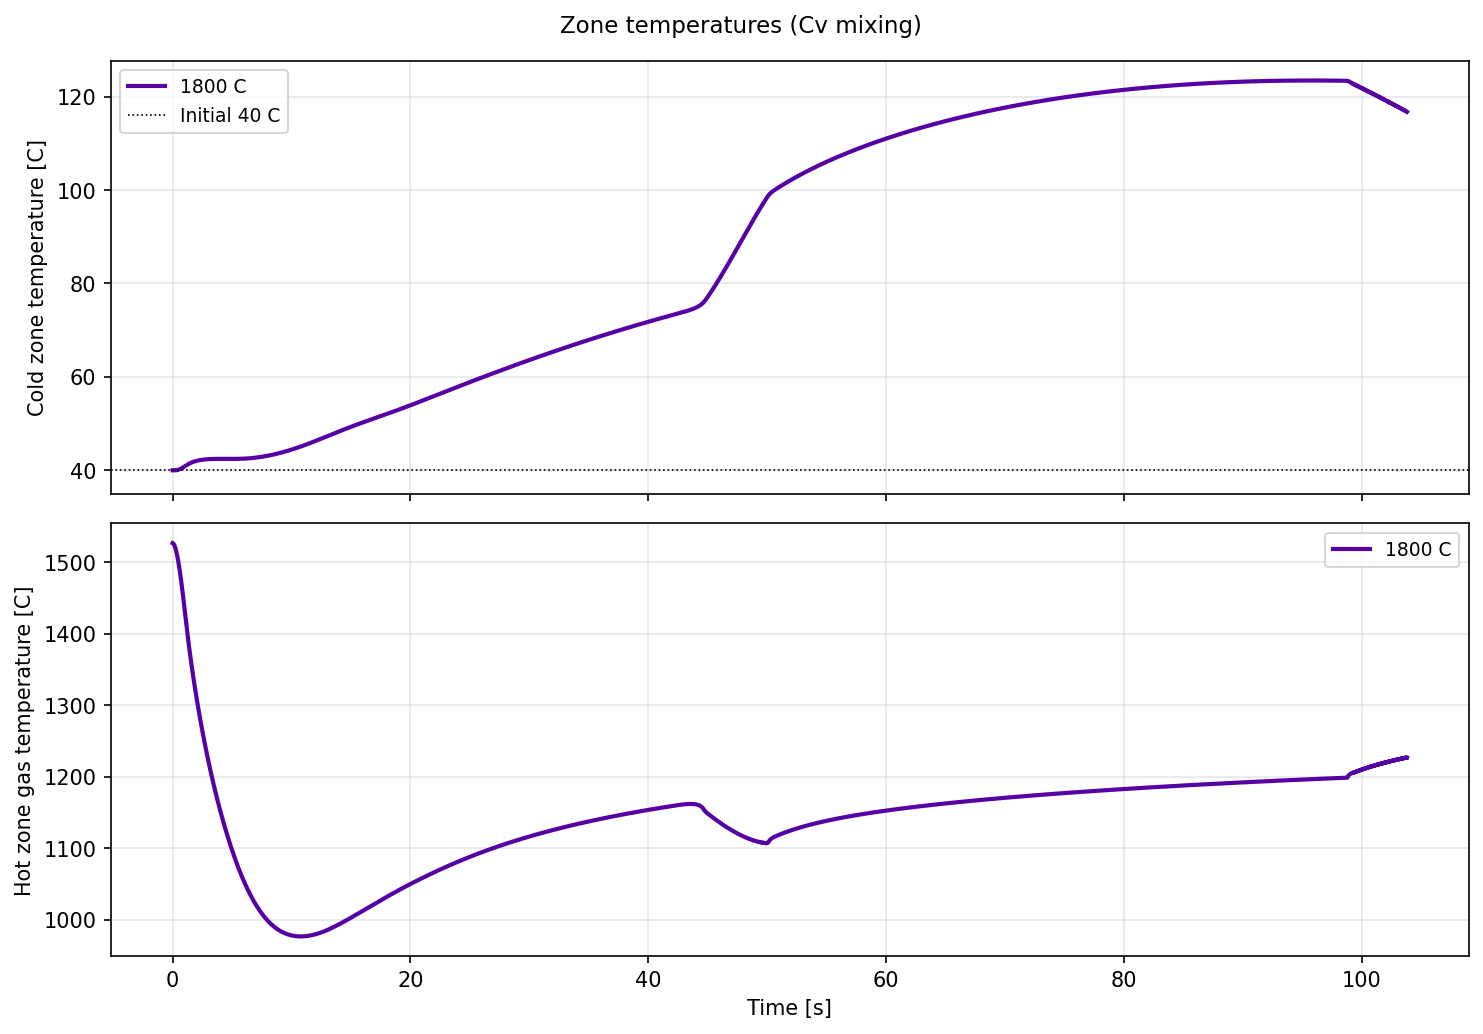 Zone temperatures (Cv mixing)
Cold zone temperature [C]
120
100
80
60
40
1800 C
Initial 40 C
Hot zone gas temperature [C]
1500
1400
1300
1200
1100
1000
1800 C
0 20 40 60 80 100
Time [s]